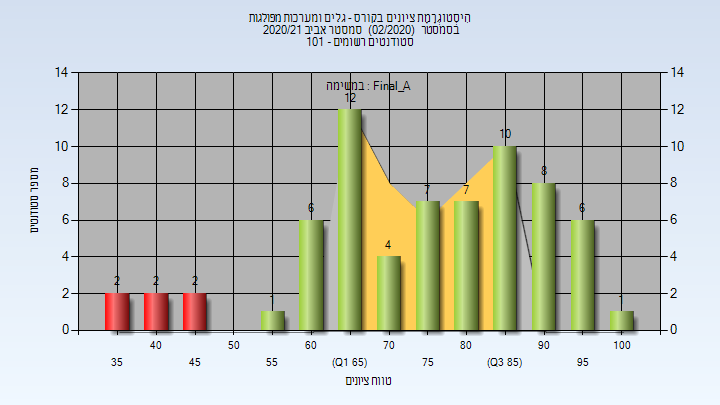 היסטוגרמת ציונים בקורס - גלים ומערכות מפולגות
בסמסטר (02/2020) סמסטר אביב 2020/21
סטודנטים רשומים - 101
במשימה : Final_A
מספר סטודנטים
14 14
12 12
10 10
8 8
6 6
4 4
2 2
0 0
2 2 2 1 6 12 4 7 7 10 8 6 1
40 50 60 70 80 90 100
35 45 55 (Q1 65) 75 (Q3 85) 95
טווח ציונים